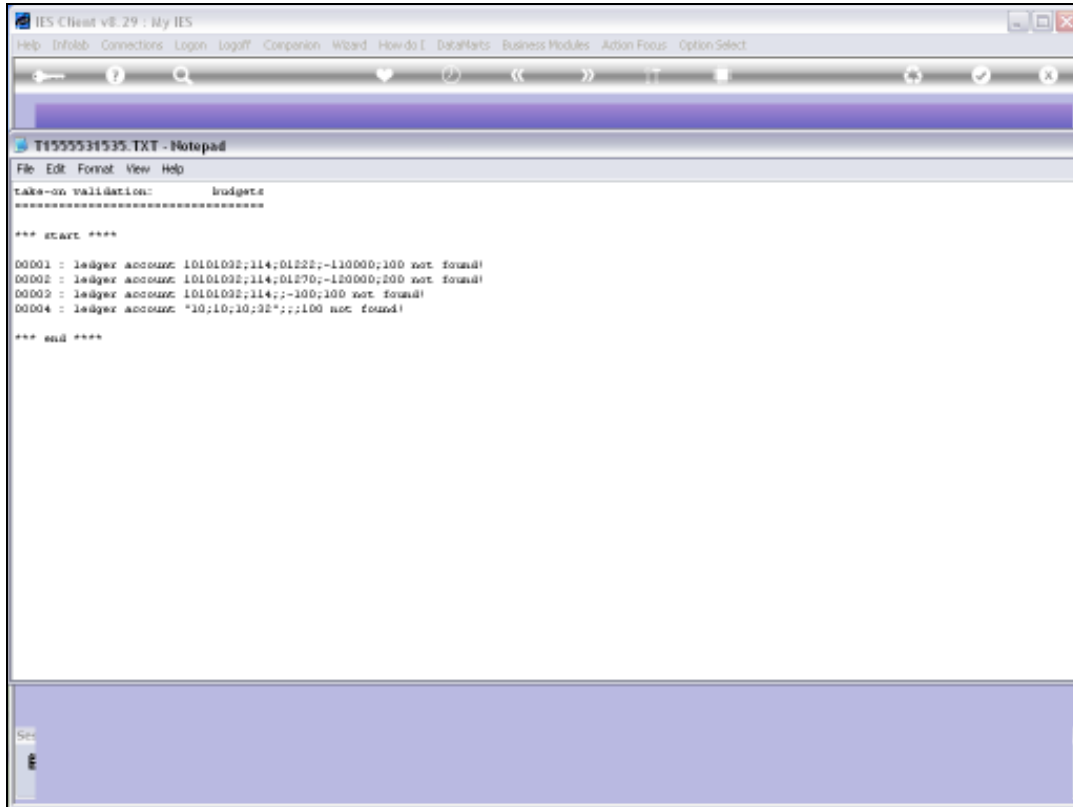 IES Client v8.29 : My IES
Help Infolab Connections Logon Logoff Companion Wizard How do I DataMarts Business Modules Action Focus Option Select
T1555531535.TXT - Notepad
File Edit Format View Help
take-on validation: budgets
==================================
*** start ****
00001 : ledger account 10101032;114;01222;-110000;100 not found!
00002 : ledger account 10101032;114;01270;-120000;200 not found!
00003 : ledger account 10101032;114;;-100;100 not found!
00004 : ledger account "10;10;10;32";;;100 not found!
*** end ****